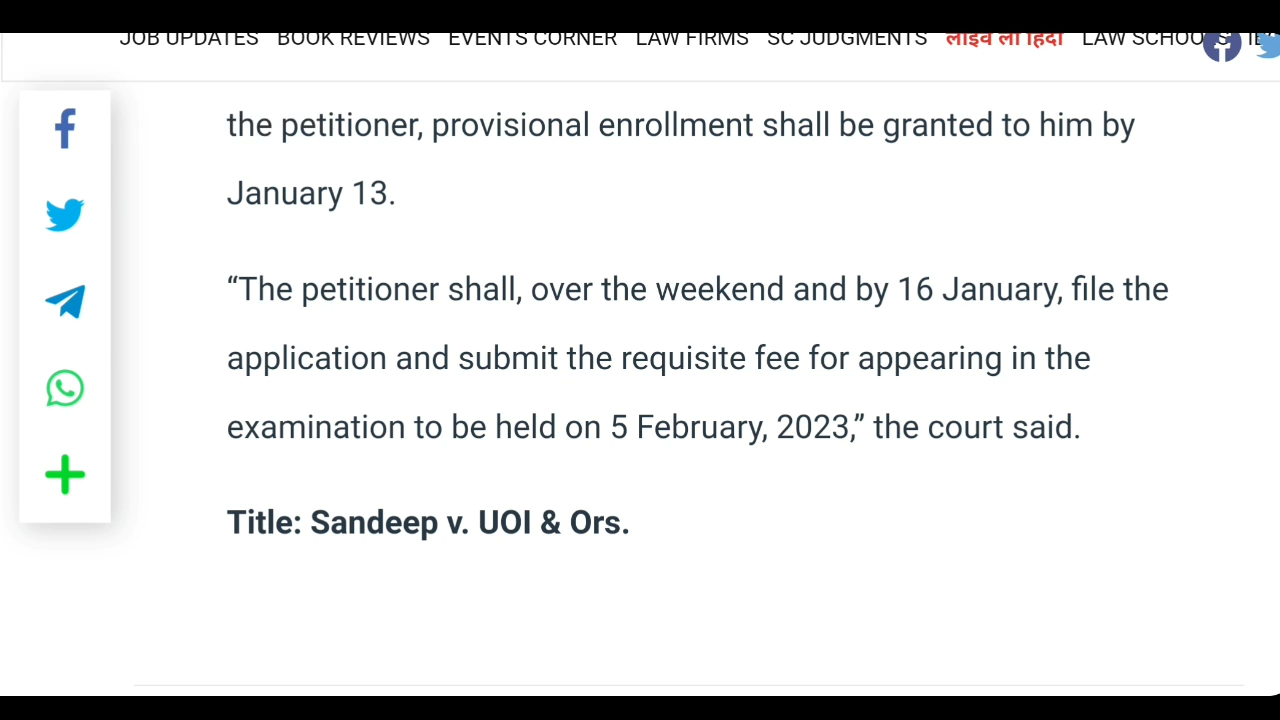 JOB UPDATES BOOK REVIEWS EVENTS CORNER LAW FIRMS SC JUDGMENTS लाइव लॉ हिंदी LAW
the petitioner, provisional enrollment shall be granted to him by
January 13.
“The petitioner shall, over the weekend and by 16 January, file the
application and submit the requisite fee for appearing in the
examination to be held on 5 February, 2023,” the court said.
Title: Sandeep v. UOI & Ors.